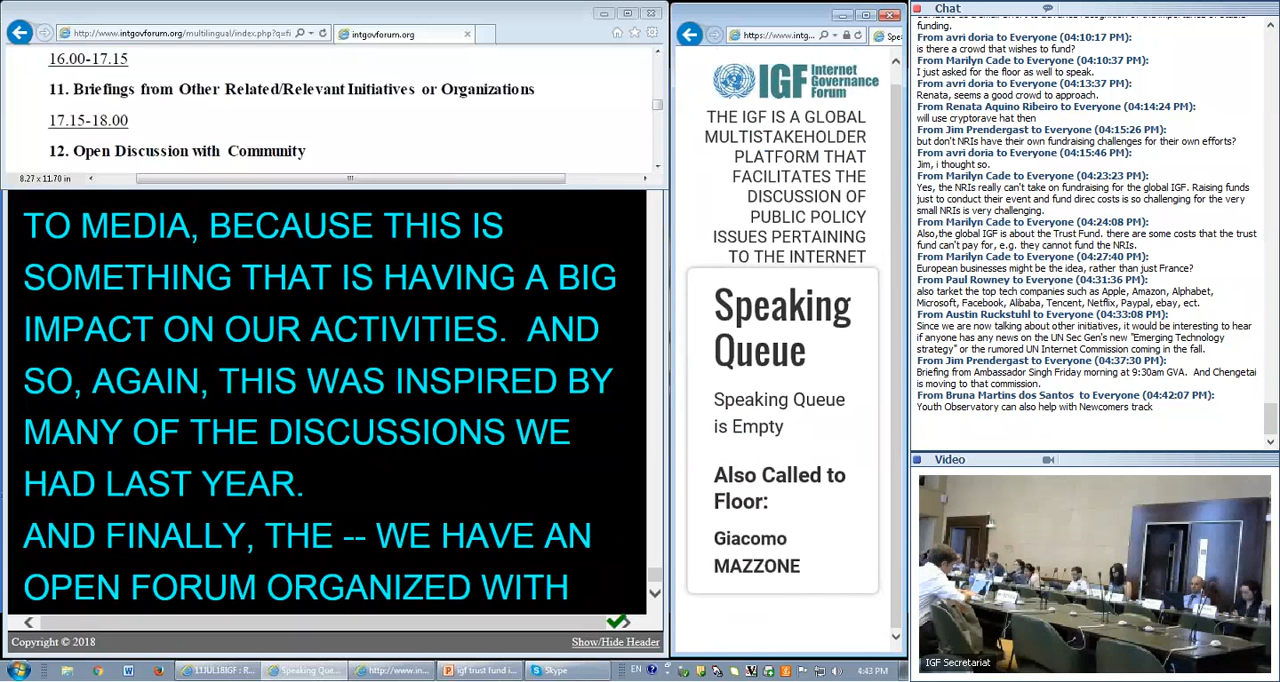 http://www.intgovforum.org/multilingual/index.php?q=fi
intgovforum.org
16.00-17.15
11. Briefings from Other Related/Relevant Initiatives or Organizations
17.15-18.00
12. Open Discussion with Community
8.27 x 11.70 in
TO MEDIA, BECAUSE THIS IS
SOMETHING THAT IS HAVING A BIG
IMPACT ON OUR ACTIVITIES.  AND
SO, AGAIN, THIS WAS INSPIRED BY
MANY OF THE DISCUSSIONS WE
HAD LAST YEAR.
AND FINALLY, THE -- WE HAVE AN
OPEN FORUM ORGANIZED WITH
Copyright © 2018
Show/Hide Header
https://www.intg...
Spe
IGF Internet
Governance
Forum
THE IGF IS A GLOBAL
MULTISTAKEHOLDER
PLATFORM THAT
FACILITATES THE
DISCUSSION OF
PUBLIC POLICY
ISSUES PERTAINING
TO THE INTERNET
Speaking
Queue
Speaking Queue
is Empty
Also Called to
Floor:
Giacomo
MAZZONE
Chat
funding.
From avri doria to Everyone (04:10:17 PM):
is there a crowd that wishes to fund?
From Marilyn Cade to Everyone (04:10:37 PM):
I just asked for the floor as well to speak.
From avri doria to Everyone (04:13:37 PM):
Renata, seems a good crowd to approach.
From Renata Aquino Ribeiro to Everyone (04:14:24 PM):
will use cryptorave hat then
From Jim Prendergast to Everyone (04:15:26 PM):
but don't NRIs have their own fundraising challenges for their own efforts?
From avri doria to Everyone (04:15:46 PM):
Jim, i thought so.
From Marilyn Cade to Everyone (04:23:23 PM):
Yes, the NRIs really can't take on fundraising for the global IGF. Raising funds
just to conduct their event and fund direc costs is so challenging for the very
small NRIs is very challenging.
From Marilyn Cade to Everyone (04:24:08 PM):
Also,the global IGF is about the Trust Fund. there are some costs that the trust
fund can't pay for, e.g. they cannot fund the NRIs.
From Marilyn Cade to Everyone (04:27:40 PM):
European businesses might be the idea, rather than just France?
From Paul Rowney to Everyone (04:31:36 PM):
also tarket the top tech companies such as Apple, Amazon, Alphabet,
Microsoft, Facebook, Alibaba, Tencent, Netflix, Paypal, ebay, ect.
From Austin Ruckstuhl to Everyone (04:33:08 PM):
Since we are now talking about other initiatives, it would be interesting to hear
if anyone has any news on the UN Sec Gen's new "Emerging Technology
strategy" or the rumored UN Internet Commission coming in the fall.
From Jim Prendergast to Everyone (04:37:30 PM):
Briefing from Ambassador Singh Friday morning at 9:30am GVA.  And Chengetai
is moving to that commission.
From Bruna Martins dos Santos  to Everyone (04:42:07 PM):
Youth Observatory can also help with Newcomers track
Video
IGF Secretariat
11JUL18IGF : R...
Speaking Que...
http://www.in...
igf trust fund i...
Skype
EN
4:43 PM